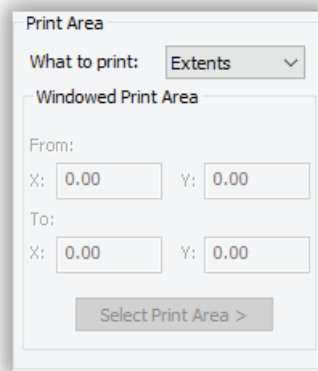 Print Area
What to print: Extents
Windowed Print Area
From:
X: 0.00 Y: 0.00
To:
X: 0.00 Y: 0.00
Select Print Area >